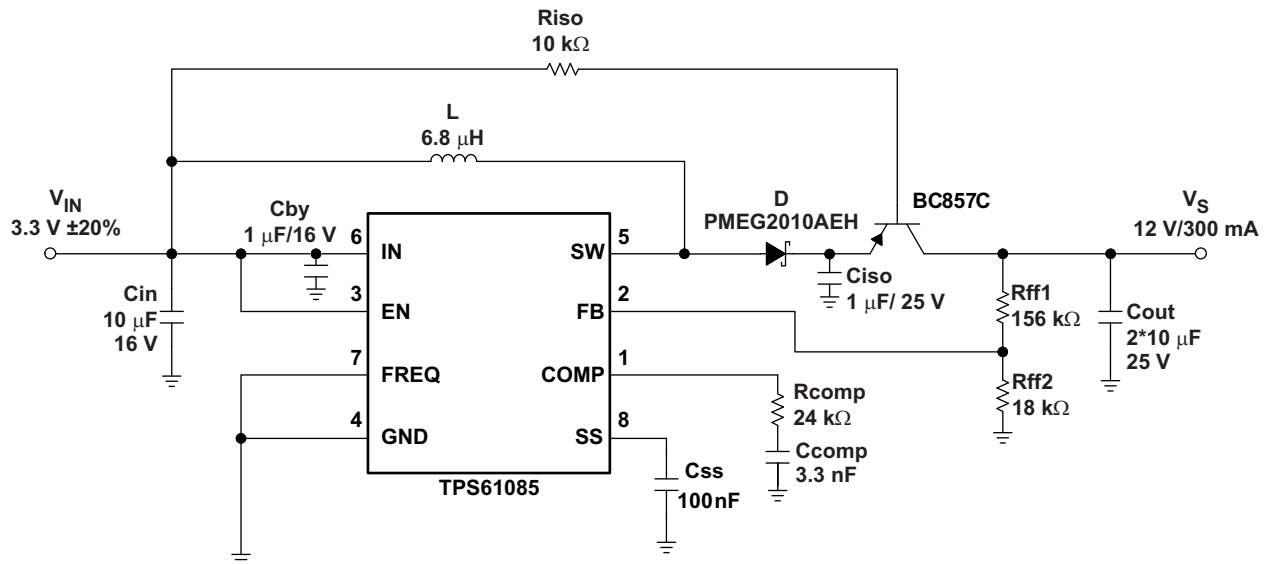 Riso
10 kΩ
L
6.8 μH
VIN
3.3 V ±20%
Cby
1 μF/16 V
D
PMEG2010AEH
BC857C
VS
12 V/300 mA
6
IN
SW
5
3
EN
FB
2
7
FREQ
COMP
1
4
GND
SS
8
TPS61085
Cin
10 μF
16 V
Ciso
1 μF/ 25 V
Rff1
156 kΩ
Cout
2*10 μF
25 V
Rff2
18 kΩ
Rcomp
24 kΩ
Ccomp
3.3 nF
Css
100nF